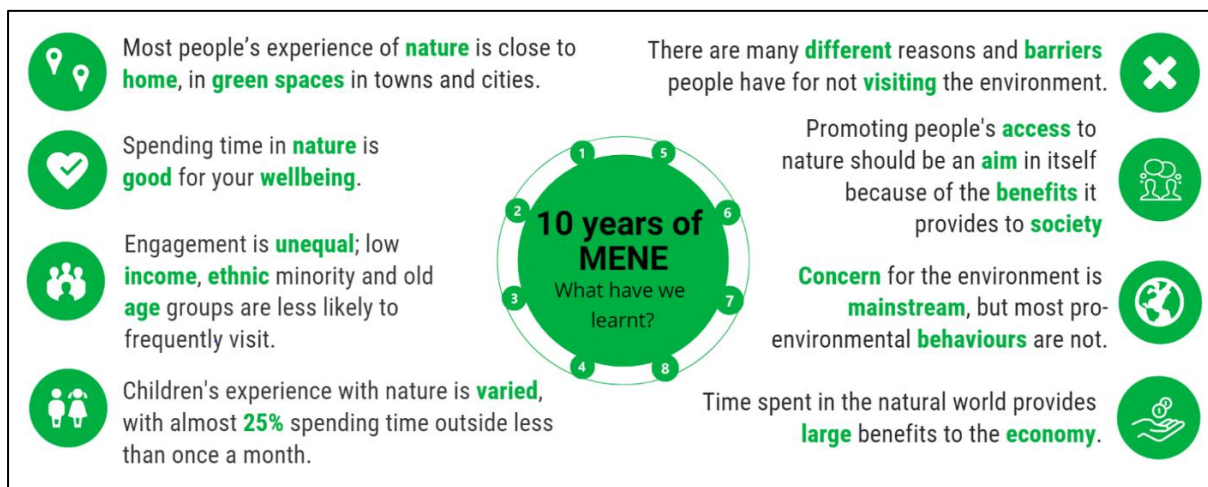 Most people's experience of nature is close to
home, in green spaces in towns and cities.
Spending time in nature is
good for your wellbeing.
Engagement is unequal; low
income, ethnic minority and old
age groups are less likely to
frequently visit.
Children's experience with nature is varied,
with almost 25% spending time outside less
than once a month.
1
2
3
4
5
6
7
8
10 years of
MENE
What have we
learnt?
There are many different reasons and barriers
people have for not visiting the environment.
Promoting people's access to
nature should be an aim in itself
because of the benefits it
provides to society
Concern for the environment is
mainstream, but most pro-
environmental behaviours are not.
Time spent in the natural world provides
large benefits to the economy.